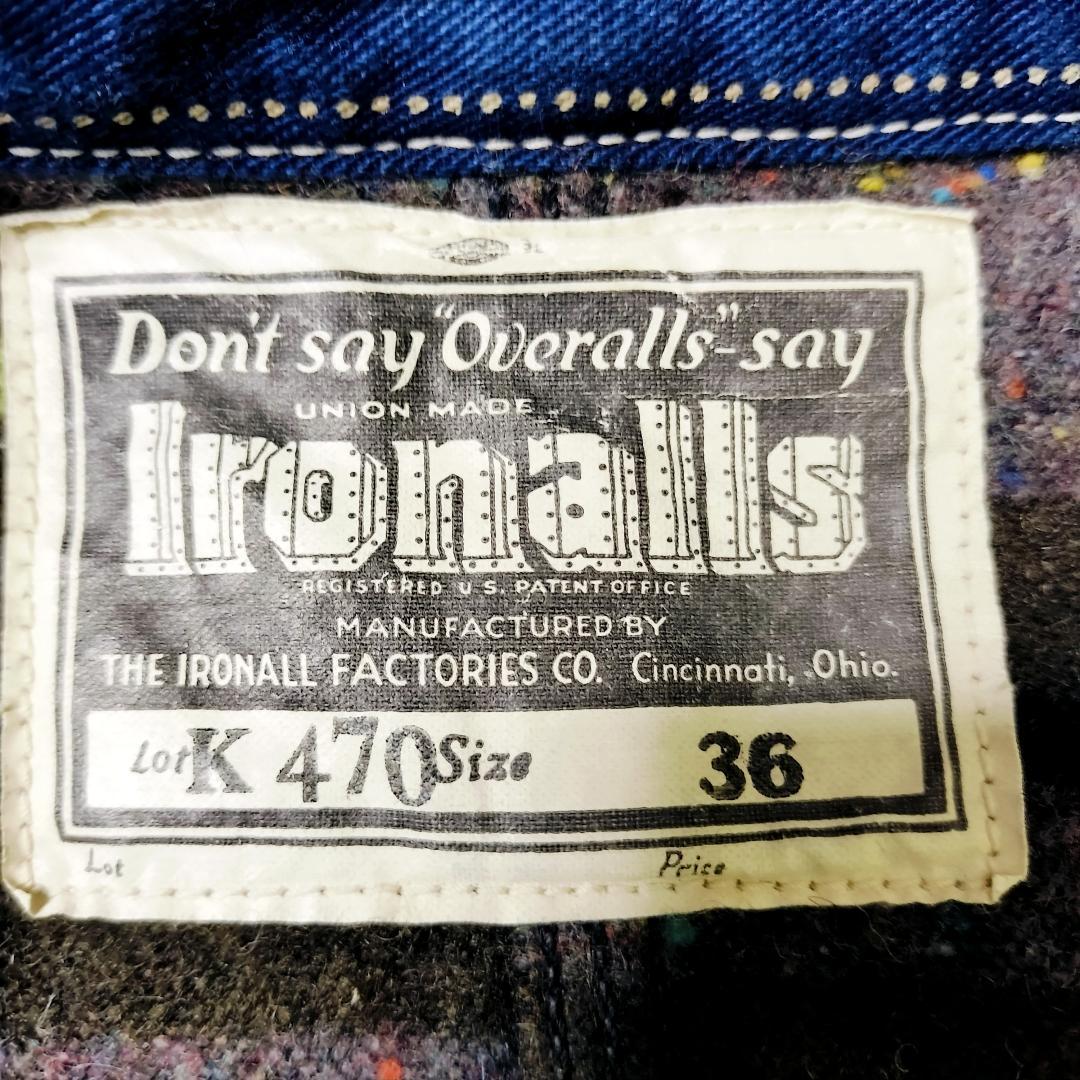 Don't say "Overalls"-say
UNION MADE
Ironalls
REGISTERED U.S. PATENT OFFICE
MANUFACTURED BY
THE IRONALL FACTORIES CO. Cincinnati, Ohio.
Lot K 470 Size 36
Lot Price